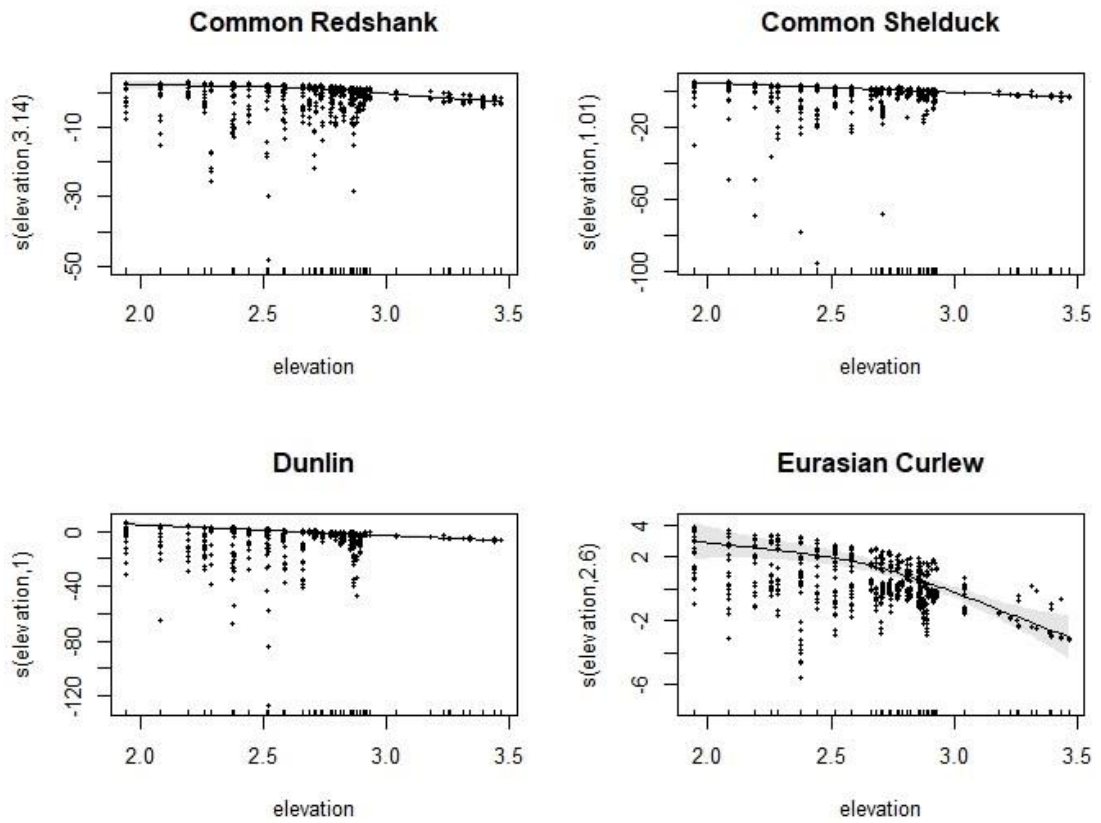 Common Redshank
s(elevation,3.14)
-10
-30
-50
2.0 2.5 3.0 3.5
elevation
Common Shelduck
s(elevation,1.01)
-20
-60
-100
2.0 2.5 3.0 3.5
elevation
Dunlin
s(elevation,1)
0
-40
-80
-120
2.0 2.5 3.0 3.5
elevation
Eurasian Curlew
s(elevation,2.6)
4
2
-2
-6
2.0 2.5 3.0 3.5
elevation